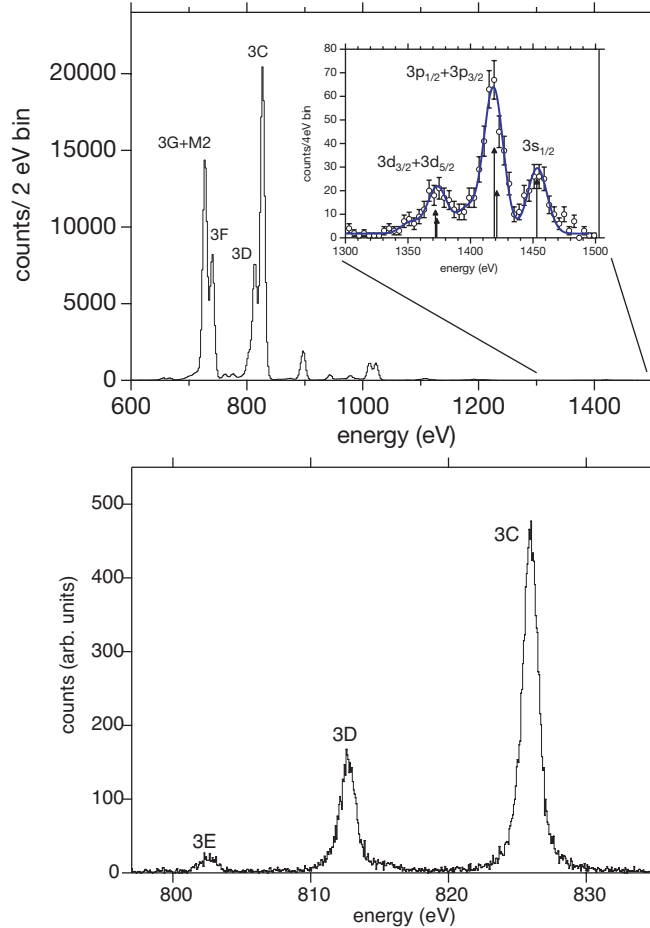 20000
15000
10000
5000
0
counts/ 2 eV bin
3G+M2
3F
3D
3C
600
800
1000
1200
1400
energy (eV)
80
70
60
50
40
30
20
10
0
counts/4eV bin
3d3/2+3d5/2
3p1/2+3p3/2
3s1/2
1300
1350
1400
1450
1500
energy (eV)
500
400
300
200
100
0
counts (arb. units)
3E
3D
3C
800
810
820
830
energy (eV)